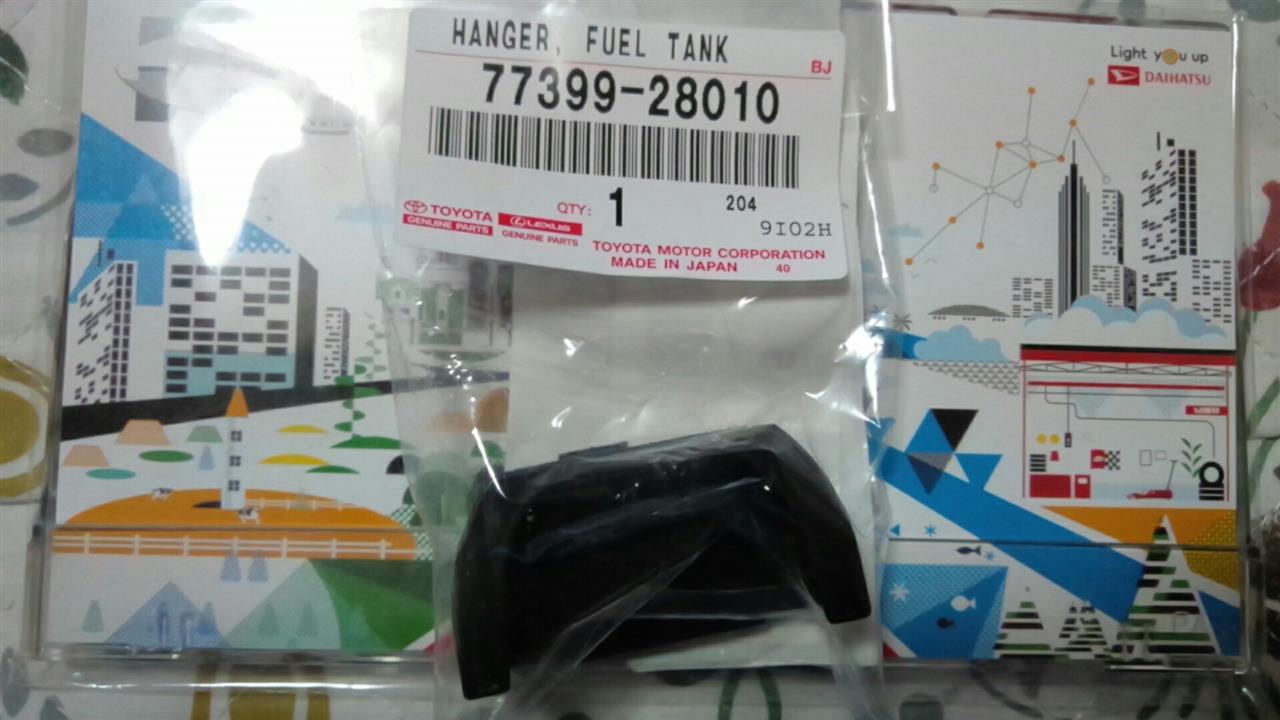 HANGER, FUEL TANK
BJ
77399-28010
QTY: 1
204
9I02H
TOYOTA
GENUINE PARTS
LEXUS
GENUINE PARTS
TOYOTA MOTOR CORPORATION
MADE IN JAPAN 40
Light you up
DAIHATSU